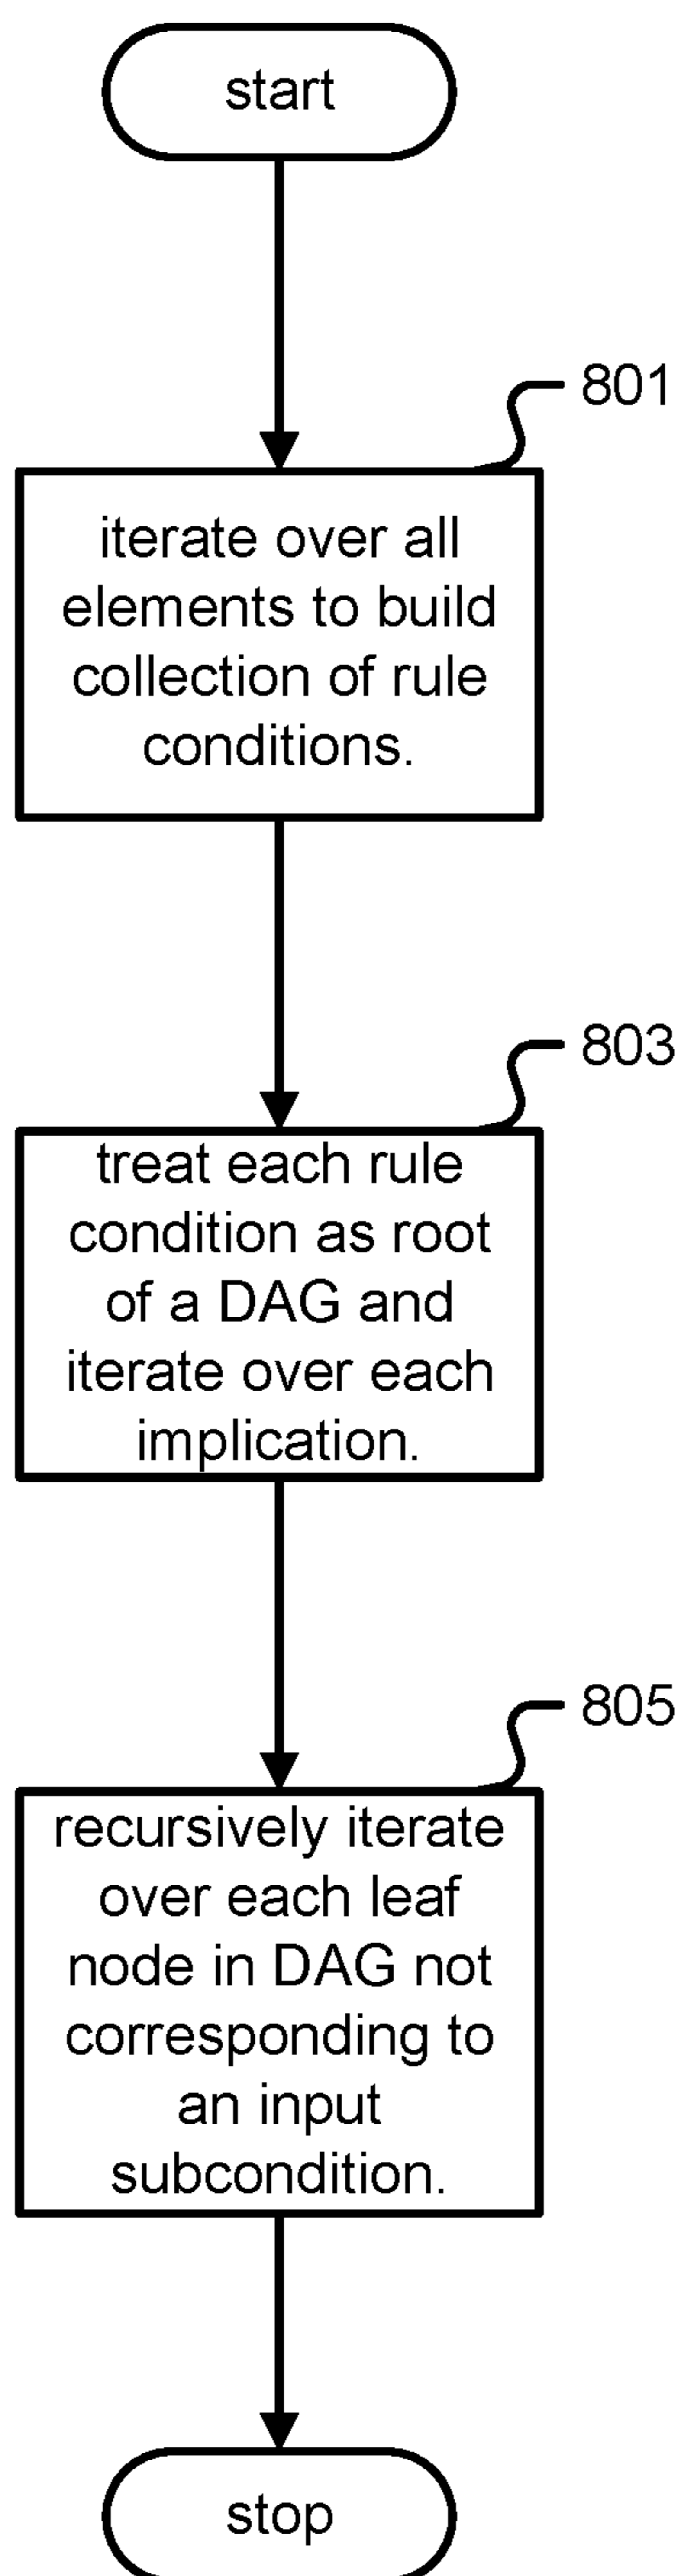 start
801
iterate over all
elements to build
collection of rule
conditions.
803
treat each rule
condition as root
of a DAG and
iterate over each
implication.
805
recursively iterate
over each leaf
node in DAG not
corresponding to
an input
subcondition.
stop